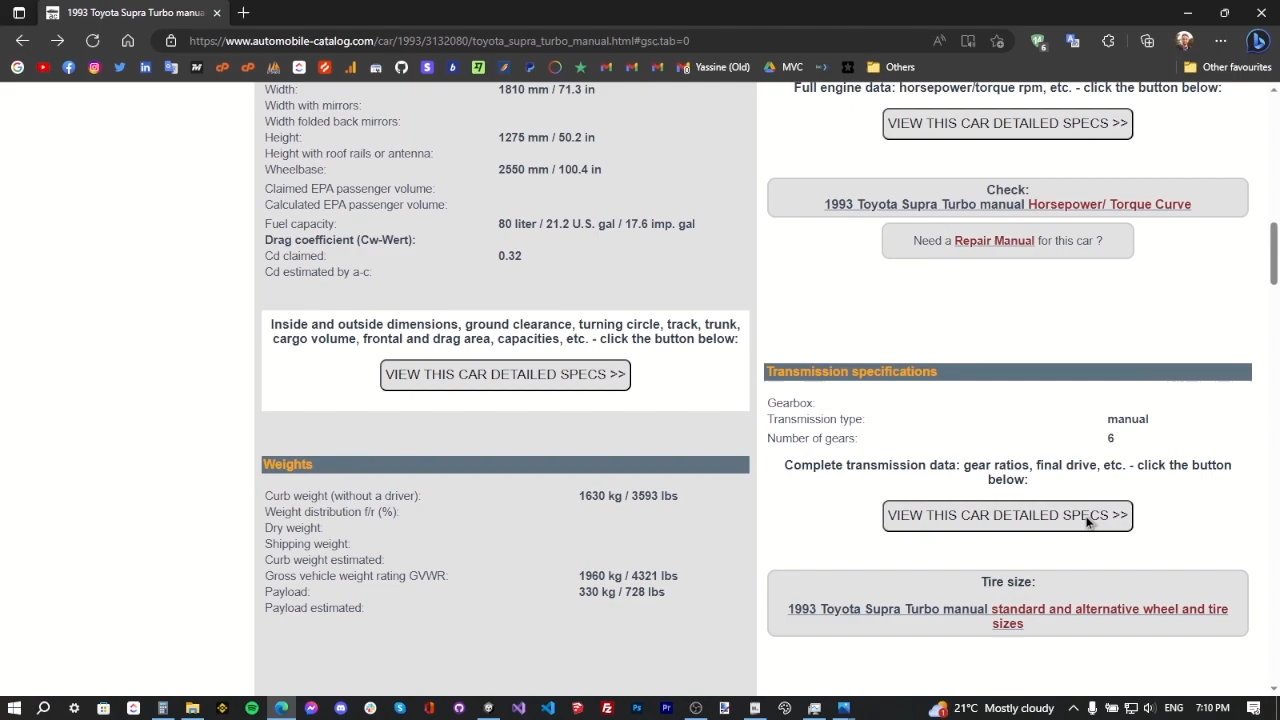 1993 Toyota Supra Turbo manua
https://www.automobile-catalog.com/car/1993/3132080/toyota_supra_turbo_manual.html#gsc.tab=0
Yassine (Old)
MVC
Others
Other favourites
Width: 1810 mm / 71.3 in
Width with mirrors:
Width folded back mirrors:
Height: 1275 mm / 50.2 in
Height with roof rails or antenna:
Wheelbase: 2550 mm / 100.4 in
Claimed EPA passenger volume:
Calculated EPA passenger volume:
Fuel capacity: 80 liter / 21.2 U.S. gal / 17.6 imp. gal
Drag coefficient (Cw-Wert):
Cd claimed: 0.32
Cd estimated by a-c:
Inside and outside dimensions, ground clearance, turning circle, track, trunk,
cargo volume, frontal and drag area, capacities, etc. - click the button below:
VIEW THIS CAR DETAILED SPECS >>
Weights
Curb weight (without a driver): 1630 kg / 3593 lbs
Weight distribution f/r (%):
Dry weight:
Shipping weight:
Curb weight estimated:
Gross vehicle weight rating GVWR: 1960 kg / 4321 lbs
Payload: 330 kg / 728 lbs
Payload estimated:
Full engine data: horsepower/torque rpm, etc. - click the button below:
VIEW THIS CAR DETAILED SPECS >>
Check:
1993 Toyota Supra Turbo manual Horsepower/ Torque Curve
Need a Repair Manual for this car ?
Transmission specifications
Gearbox:
Transmission type: manual
Number of gears: 6
Complete transmission data: gear ratios, final drive, etc. - click the button
below:
VIEW THIS CAR DETAILED SPECS >>
Tire size:
1993 Toyota Supra Turbo manual standard and alternative wheel and tire
sizes
21°C Mostly cloudy
ENG
7:10 PM